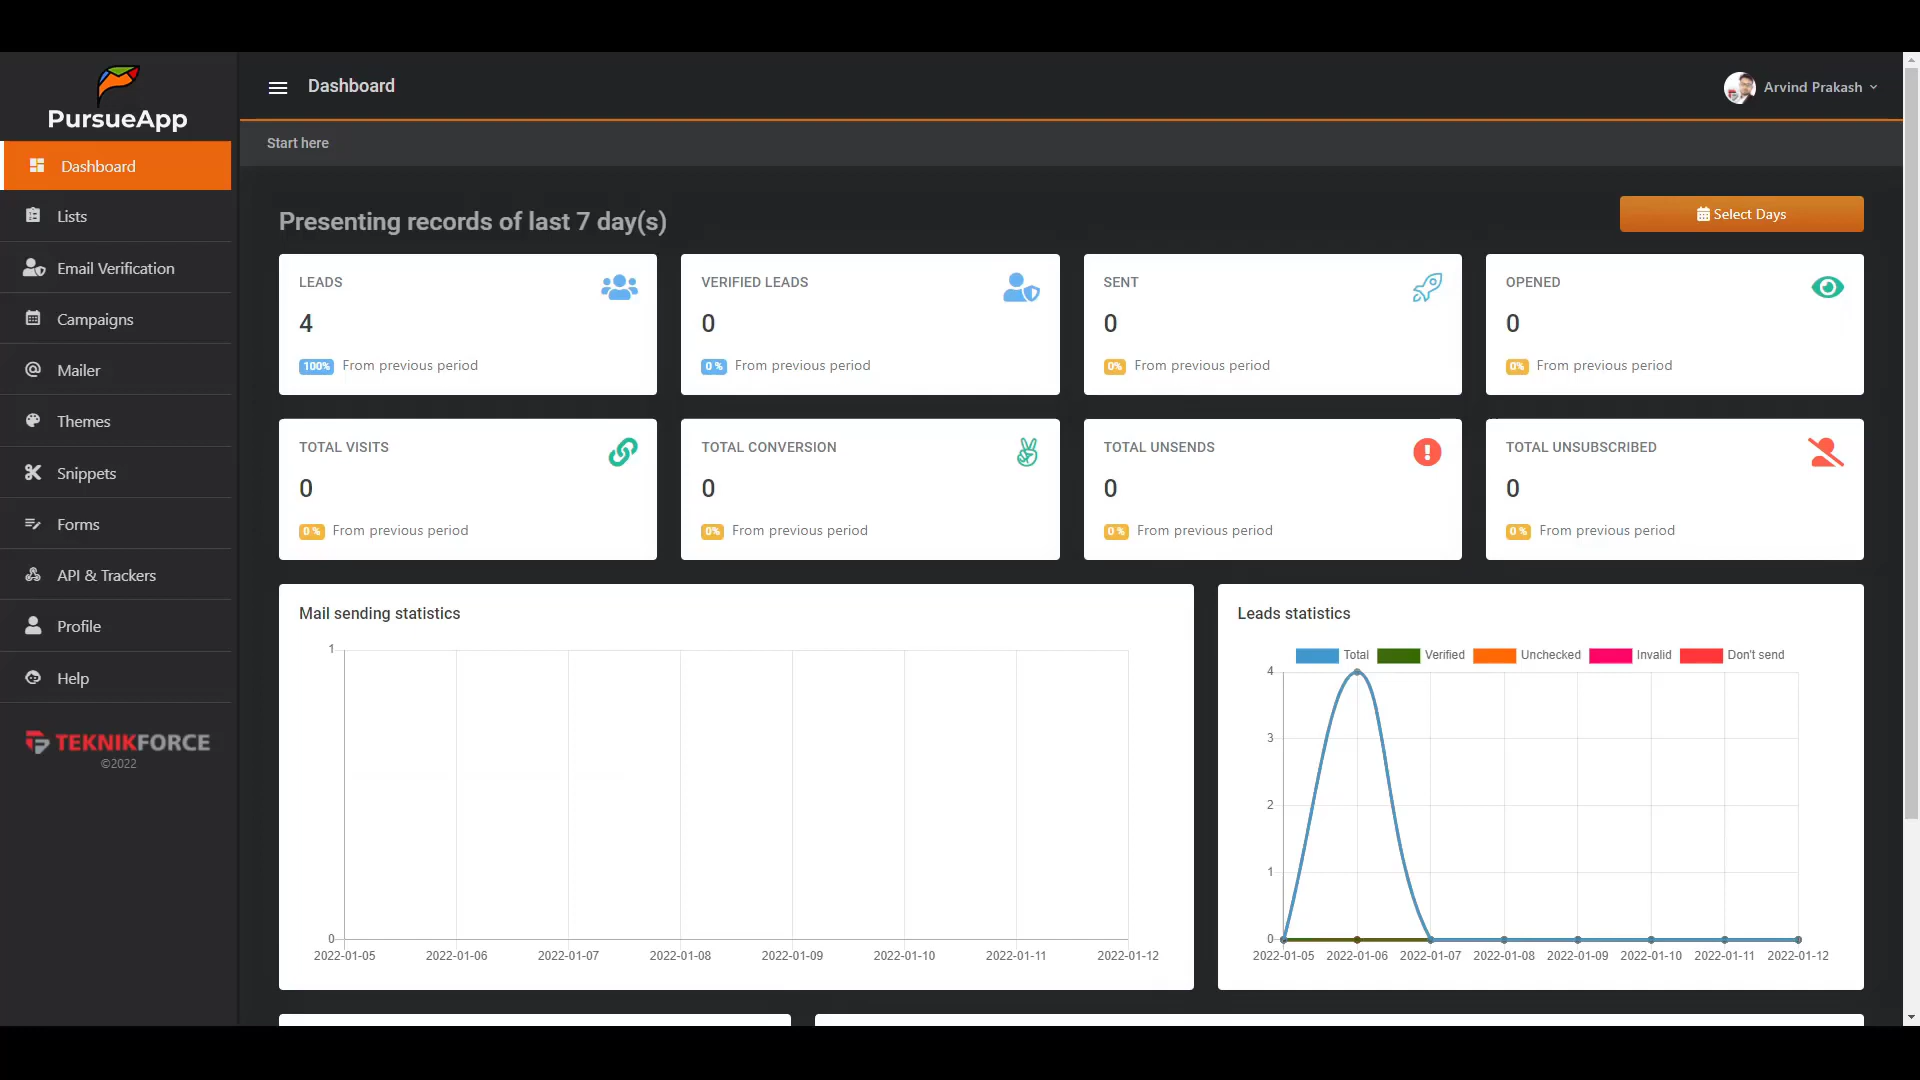 PursueApp
Dashboard
Lists
Email Verification
Campaigns
Mailer
Themes
Snippets
Forms
API & Trackers
Profile
Help
TEKNIKFORCE
©2022
Dashboard
Arvind Prakash
Start here
Presenting records of last 7 day(s)
Select Days
LEADS
4
100% From previous period
VERIFIED LEADS
0
0 % From previous period
SENT
0
0% From previous period
OPENED
0
0% From previous period
TOTAL VISITS
0
0 % From previous period
TOTAL CONVERSION
0
0% From previous period
TOTAL UNSENDS
0
0 % From previous period
TOTAL UNSUBSCRIBED
0
0 % From previous period
Mail sending statistics
1
0
2022-01-05 2022-01-06 2022-01-07 2022-01-08 2022-01-09 2022-01-10 2022-01-11 2022-01-12
Leads statistics
Total Verified Unchecked Invalid Don't send
4
3
2
1
0
2022-01-05 2022-01-06 2022-01-07 2022-01-08 2022-01-09 2022-01-10 2022-01-11 2022-01-12